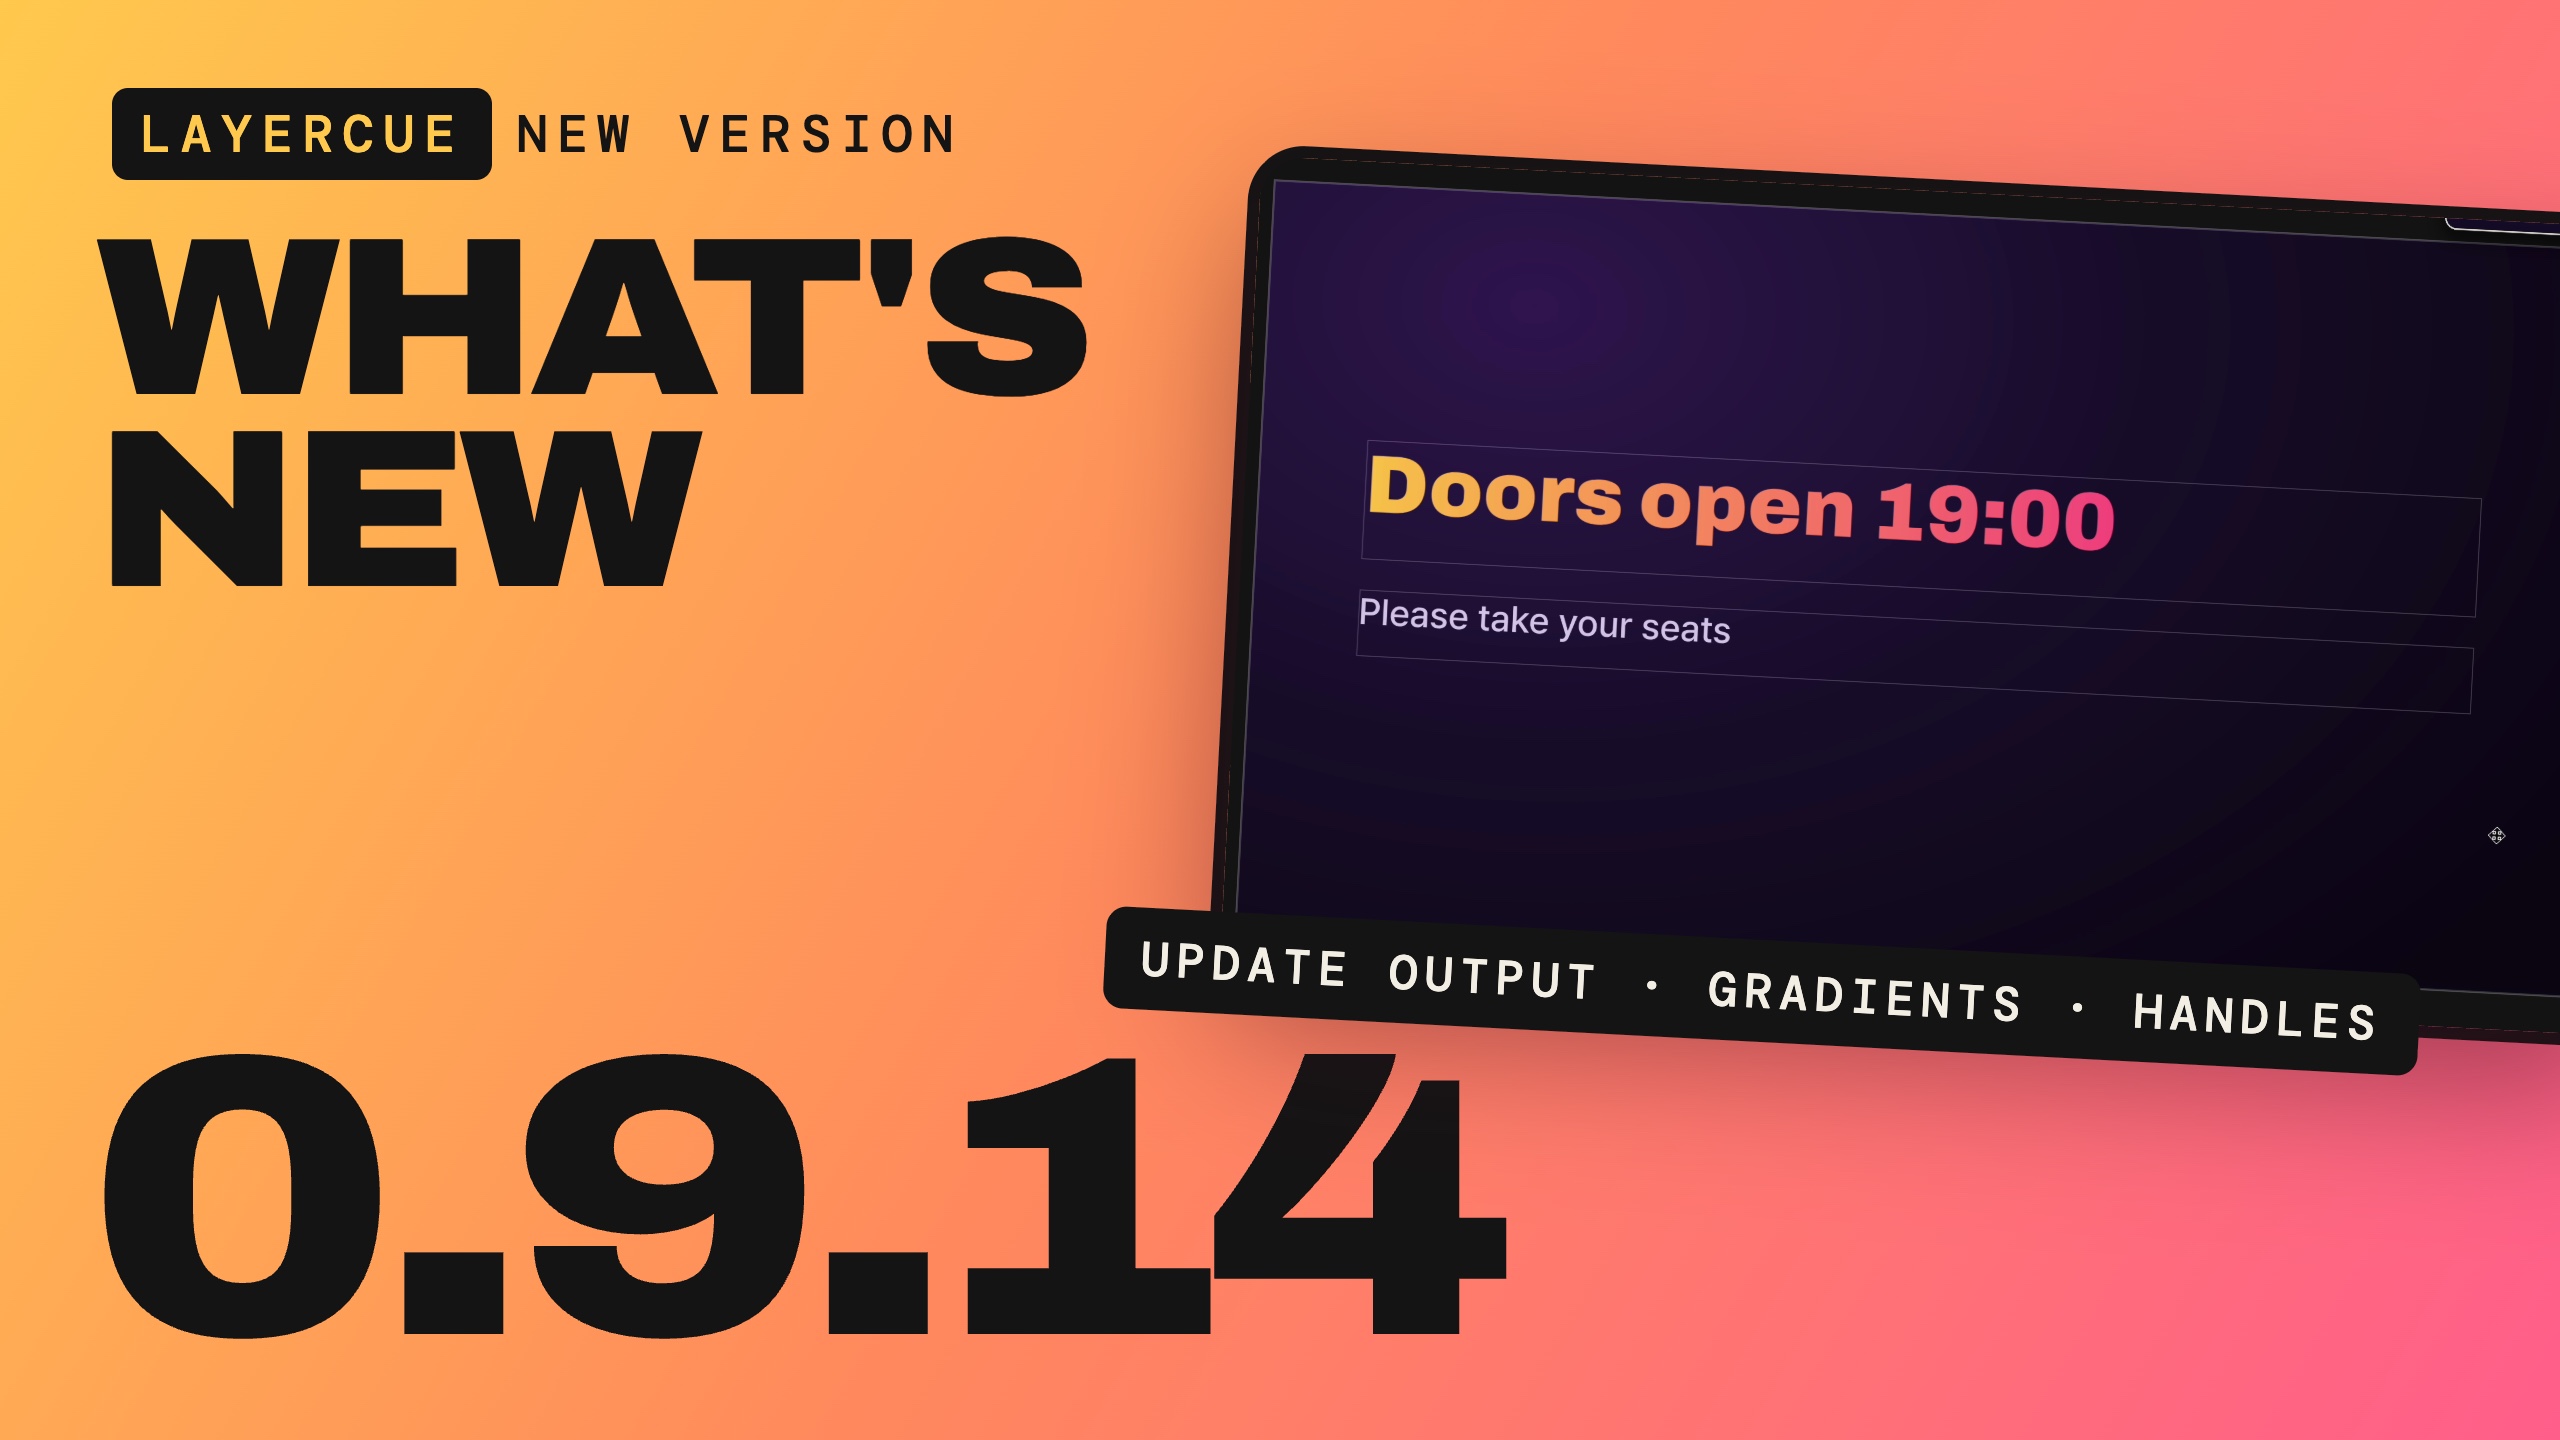 LAYERCUE NEW VERSION
WHAT'S
NEW
Doors open 19:00
Please take your seats
UPDATE OUTPUT · GRADIENTS · HANDLES
0.9.14